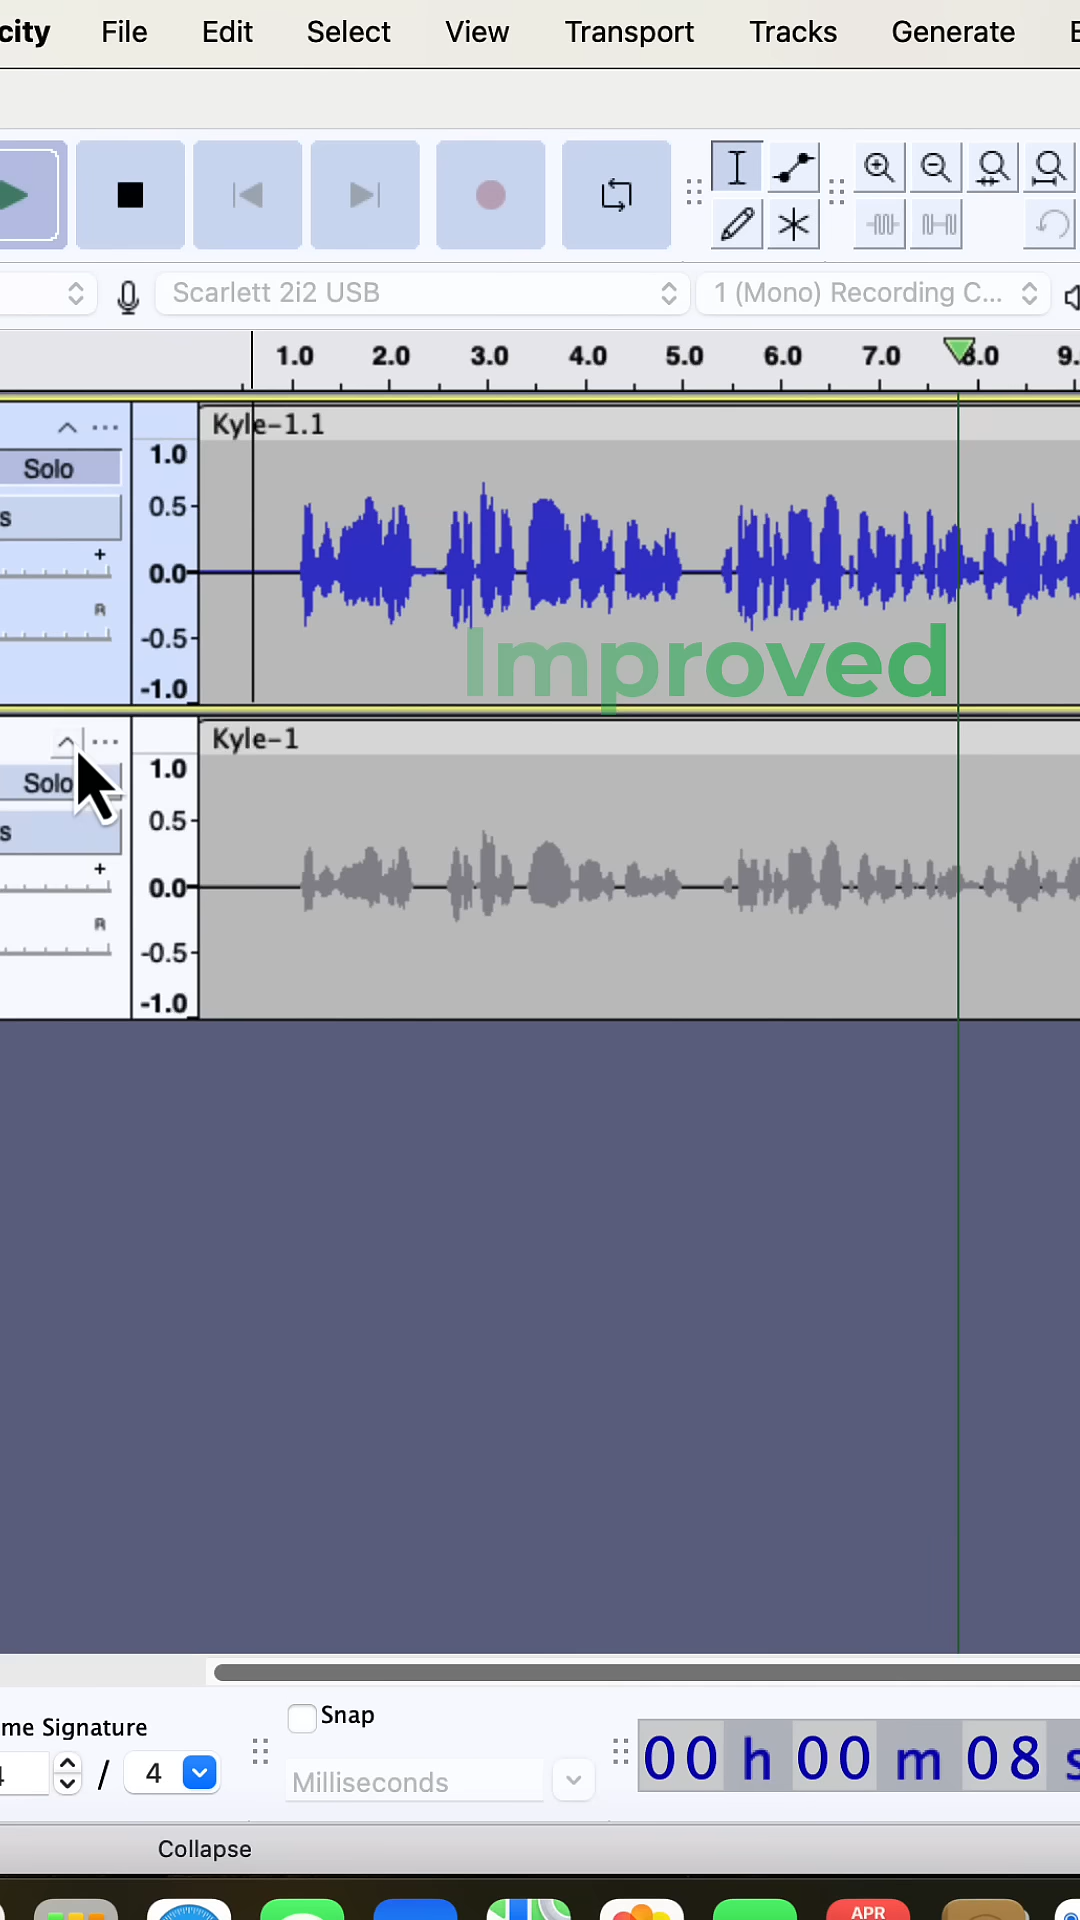 city File Edit Select View Transport Tracks Generate
Scarlett 2i2 USB 1 (Mono) Recording C...
1.0 2.0 3.0 4.0 5.0 6.0 7.0 8.0 9.
Kyle-1.1
1.0
Solo
0.5
s
+
0.0
R
-0.5
Improved
-1.0
Kyle-1
1.0
Solo
0.5
s
+
0.0
R
-0.5
-1.0
Snap
me Signature
4 / 4
Milliseconds
00 h 00 m 08 s
Collapse
APR